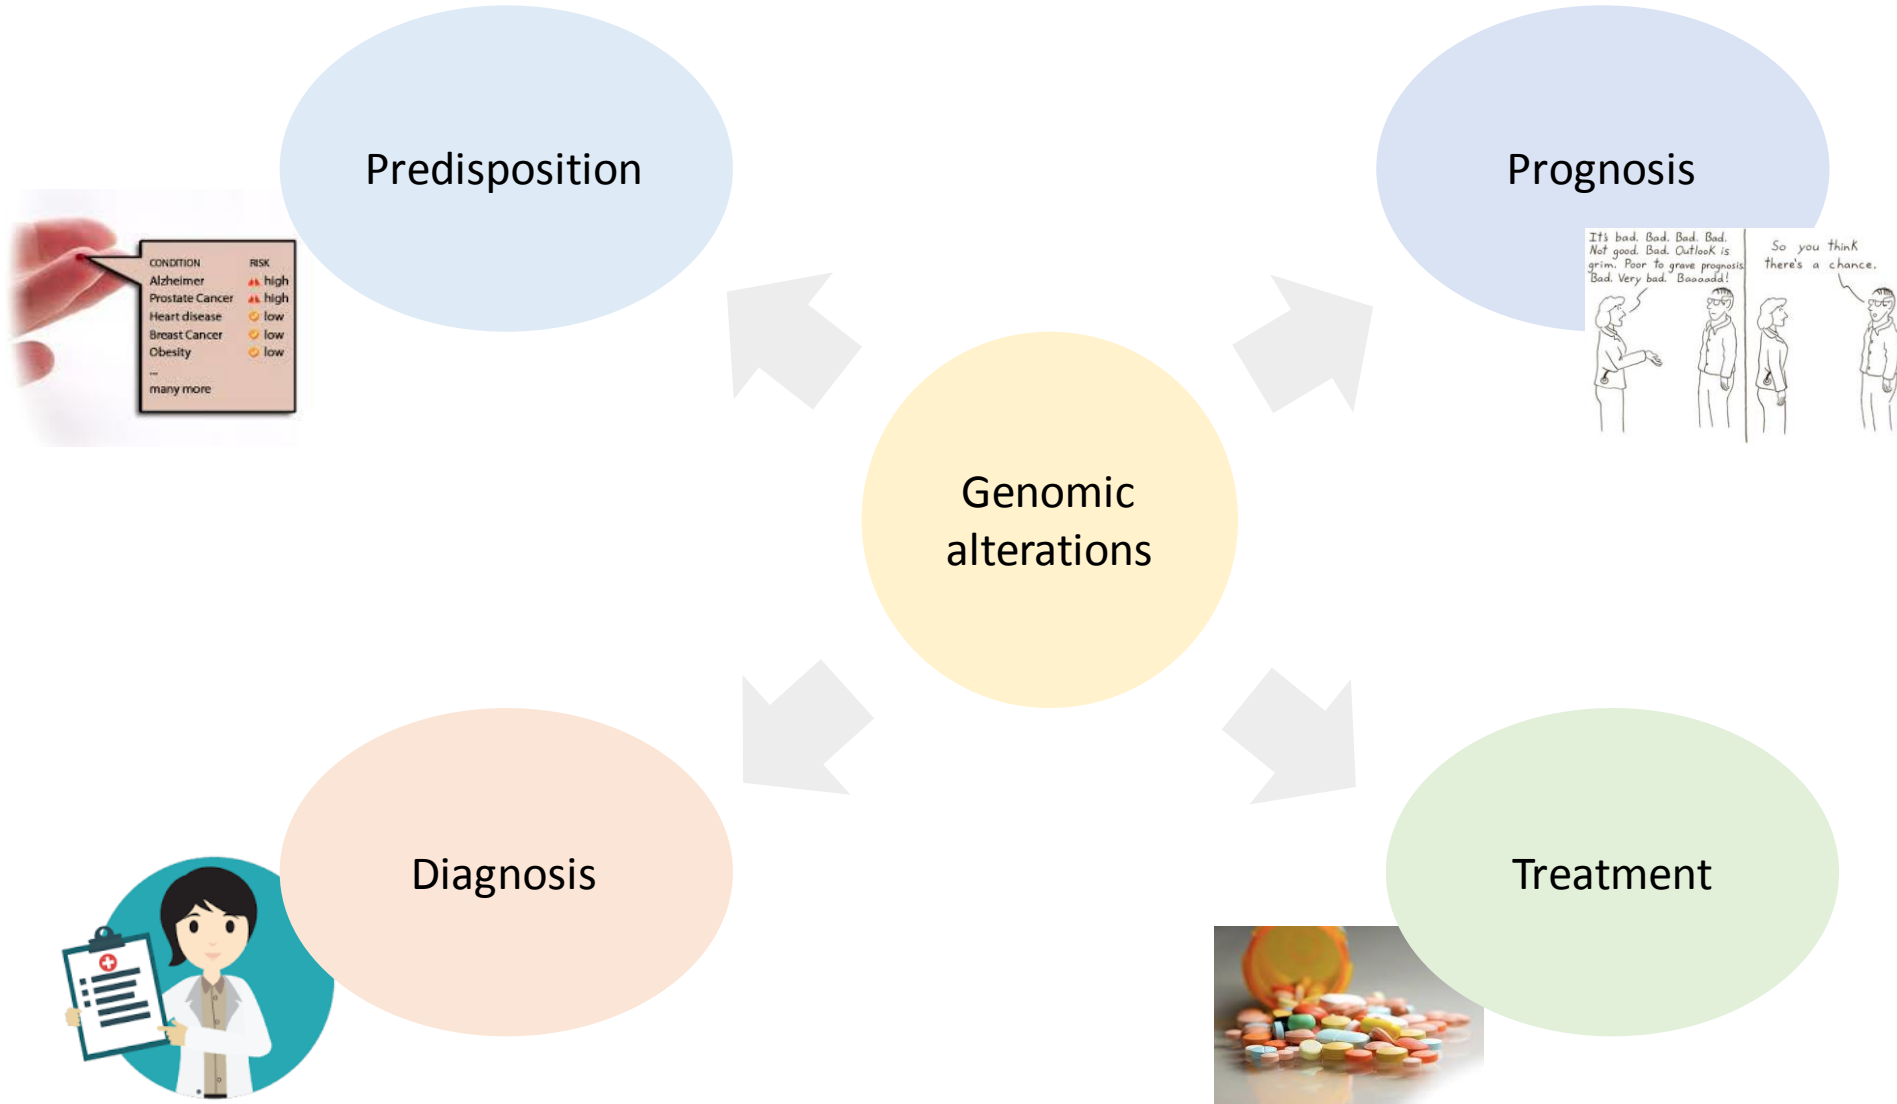 Predisposition
Prognosis
CONDITION RISK
Alzheimer high
Prostate Cancer high
Heart disease low
Breast Cancer low
Obesity low
...
many more
It's bad. Bad. Bad. Bad.
Not good. Bad. Outlook is
grim. Poor to grave prognosis.
Bad. Very bad. Baaaadd!
So you think
there's a chance.
Genomic
alterations
Diagnosis
Treatment